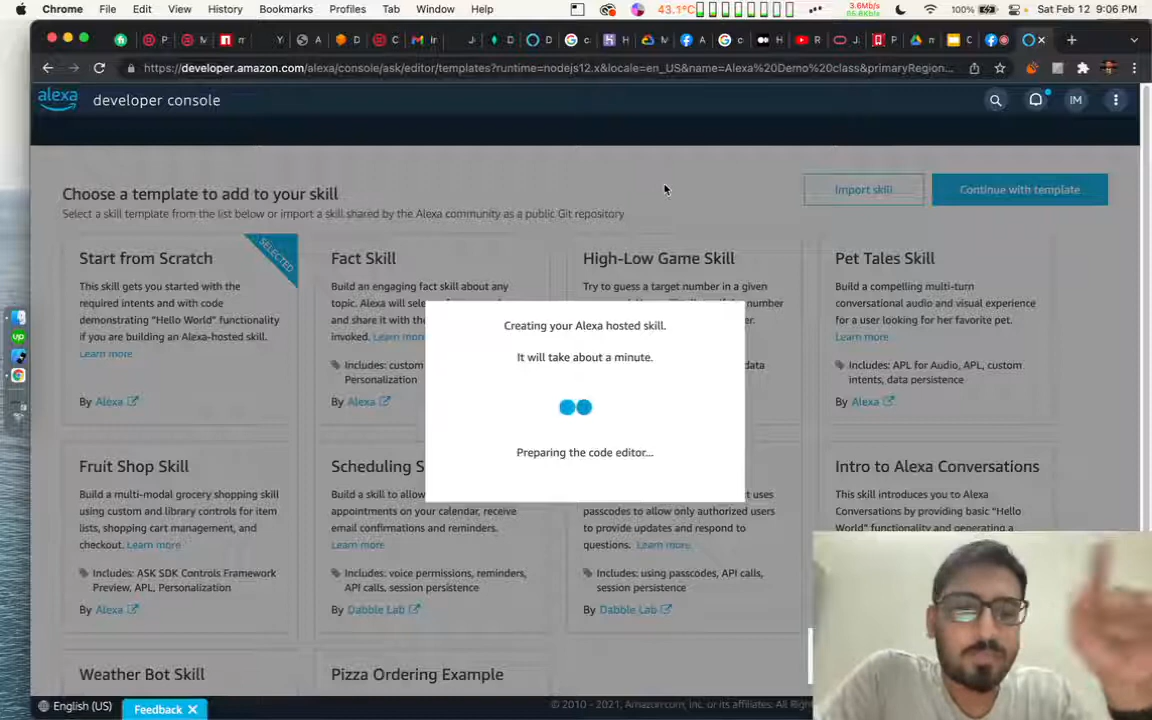 Chrome File Edit View History Bookmarks Profiles Tab Window Help 43.1°C 3.6Mb/s 100% Sat Feb 12 9:06 PM
https://developer.amazon.com/alexa/console/ask/editor/templates?runtime=nodejs12.x&locale=en_US&name=Alexa%20Demo%20class&primaryRegion...
alexa developer console IM
Choose a template to add to your skill
Select a skill template from the list below or import a skill shared by the Alexa community as a public Git repository
Import skill
Continue with template
Start from Scratch
SELECTED
This skill gets you started with the
required intents and with code
demonstrating "Hello World" functionality
if you are building an Alexa-hosted skill.
Learn more
By Alexa
Fact Skill
Build an engaging fact skill about any
topic. Alexa will sele
and share it with the
invoked. Learn more
Includes: custom
Personalization
By Alexa
High-Low Game Skill
Try to guess a target number in a given
number
Pet Tales Skill
Build a compelling multi-turn
conversational audio and visual experience
for a user looking for her favorite pet.
Learn more
Includes: APL for Audio, APL, custom
intents, data persistence
By Alexa
Creating your Alexa hosted skill.
It will take about a minute.
Preparing the code editor...
Fruit Shop Skill
Build a multi-modal grocery shopping skill
using custom and library controls for item
lists, shopping cart management, and
checkout. Learn more
Includes: ASK SDK Controls Framework
Preview, APL, Personalization
By Alexa
Scheduling S
Build a skill to allow
appointments on your calendar, receive
email confirmations and reminders.
Learn more
Includes: voice permissions, reminders,
API calls, session persistence
By Dabble Lab
uses
passcodes to allow only authorized users
to provide updates and respond to
questions. Learn more
Includes: using passcodes, API calls,
session persistence
By Dabble Lab
Intro to Alexa Conversations
This skill introduces you to Alexa
Conversations by providing basic "Hello
World" functionality and generating a
Weather Bot Skill
Pizza Ordering Example
English (US)
Feedback
© 2010 - 2021, Amazon.com, Inc. or its affiliates. All Rig